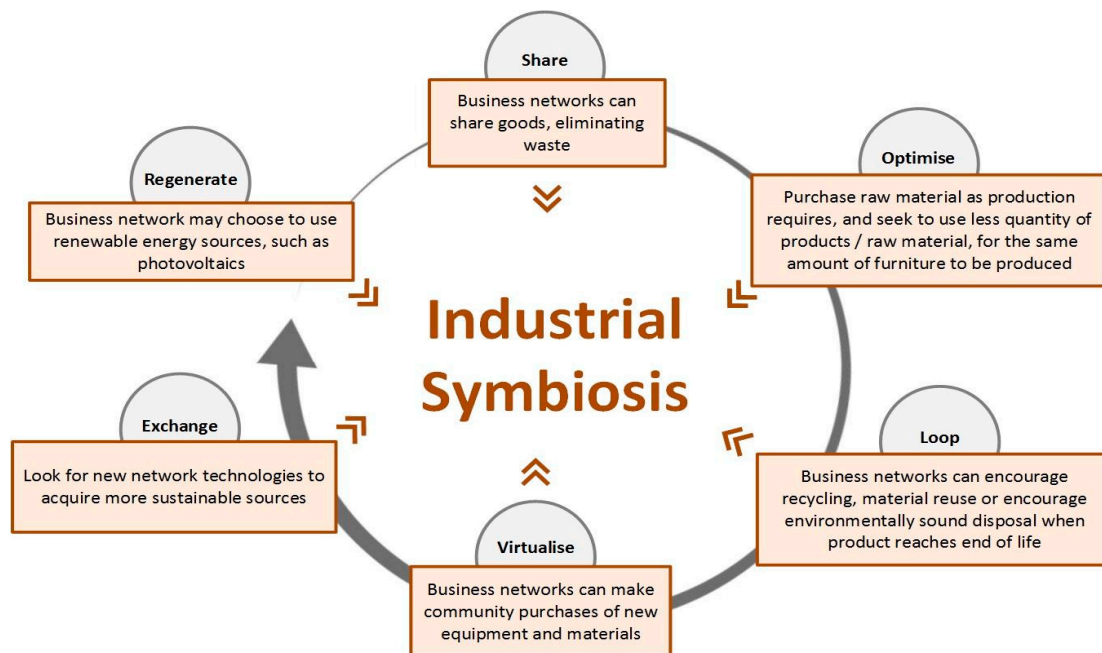 Share
Business networks can
share goods, eliminating
waste
Optimise
Purchase raw material as production
requires, and seek to use less quantity of
products / raw material, for the same
amount of furniture to be produced
Loop
Business networks can encourage
recycling, material reuse or encourage
environmentally sound disposal when
product reaches end of life
Virtualise
Business networks can make
community purchases of new
equipment and materials
Exchange
Look for new network technologies to
acquire more sustainable sources
Regenerate
Business network may choose to use
renewable energy sources, such as
photovoltaics
Industrial
Symbiosis